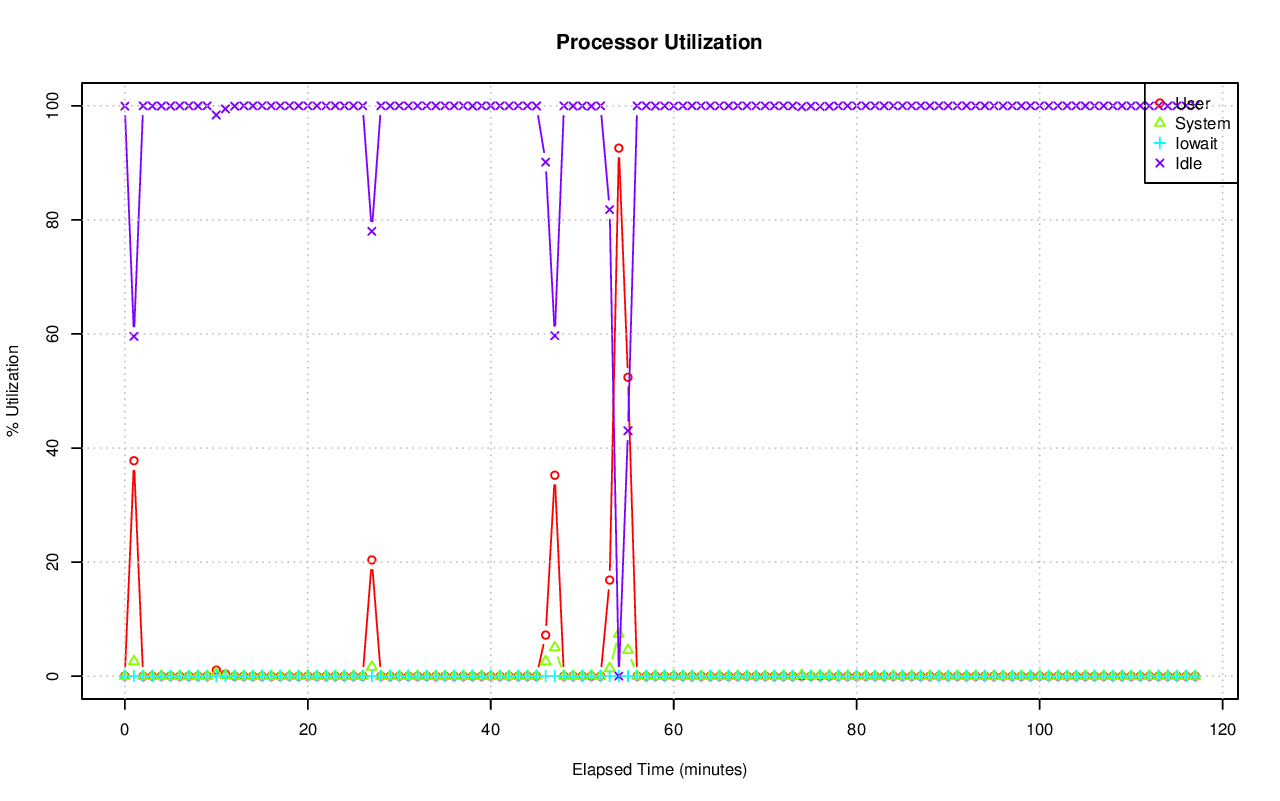 Processor Utilization
% Utilization
100
80
60
40
20
0
User
System
Iowait
Idle
0 20 40 60 80 100 120
Elapsed Time (minutes)